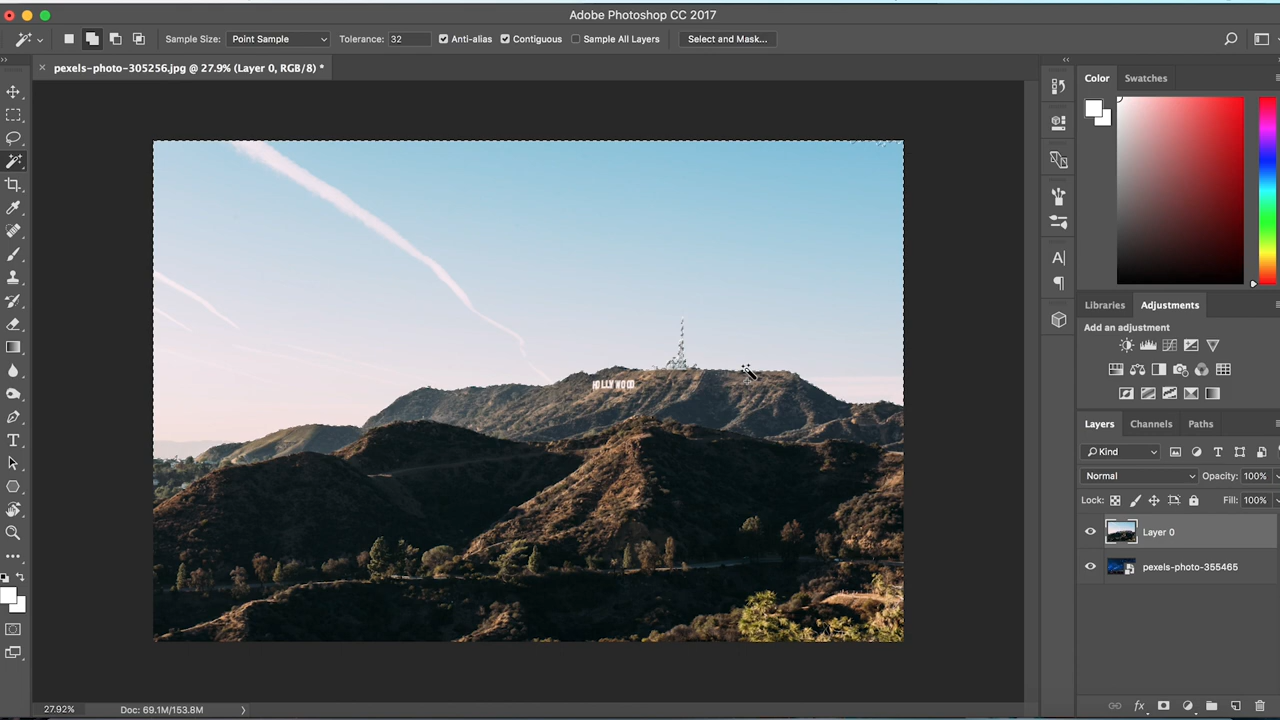 Adobe Photoshop CC 2017
Sample Size: Point Sample Tolerance: 32 Anti-alias Contiguous Sample All Layers Select and Mask...
pexels-photo-305256.jpg @ 27.9% (Layer 0, RGB/8) *
Color Swatches
HOLLYWOOD
Libraries Adjustments
Add an adjustment
Layers Channels Paths
Kind
Normal Opacity: 100%
Lock: Fill: 100%
Layer 0
pexels-photo-355465
27.92% Doc: 69.1M/153.8M